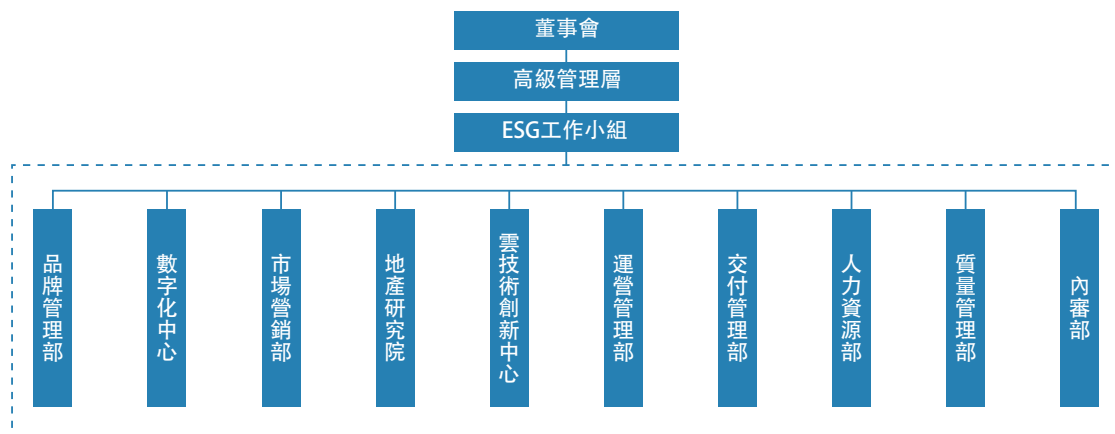 董事會
高級管理層
ESG工作小組
品牌管理部
數字化中心
市場營銷部
地產研究院
雲技術創新中心
運營管理部
交付管理部
人力資源部
質量管理部
內審部